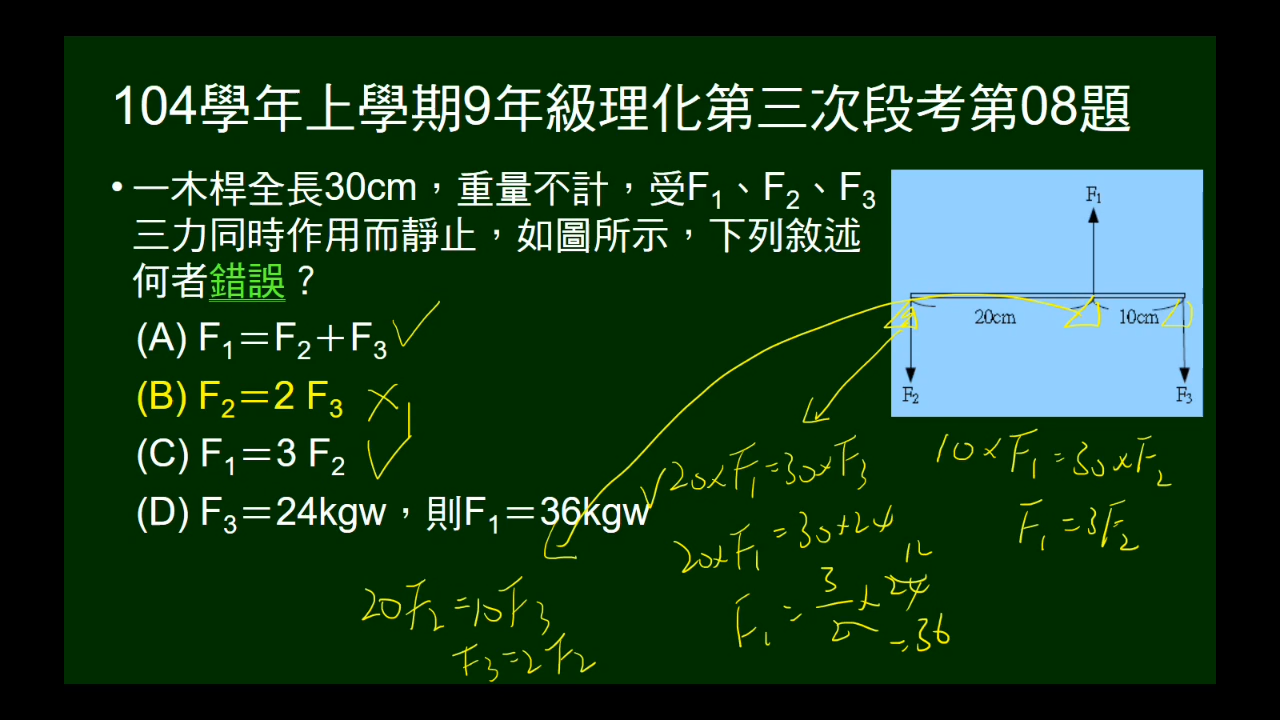 104學年上學期9年級理化第三次段考第08題
• 一木桿全長30cm，重量不計，受F₁、F₂、F₃
三力同時作用而靜止，如圖所示，下列敘述
何者錯誤？
(A) F₁＝F₂＋F₃
(B) F₂＝2 F₃
(C) F₁＝3 F₂
(D) F₃＝24kgw，則F₁＝36kgw
F₁
20cm
10cm
F₂
F₃
20×F₁=30×F₃
20×F₁=30×24
10×F₁=30×F₂
F₁=3F₂
20F₂=10F₃
F₃=2F₂
12
=36